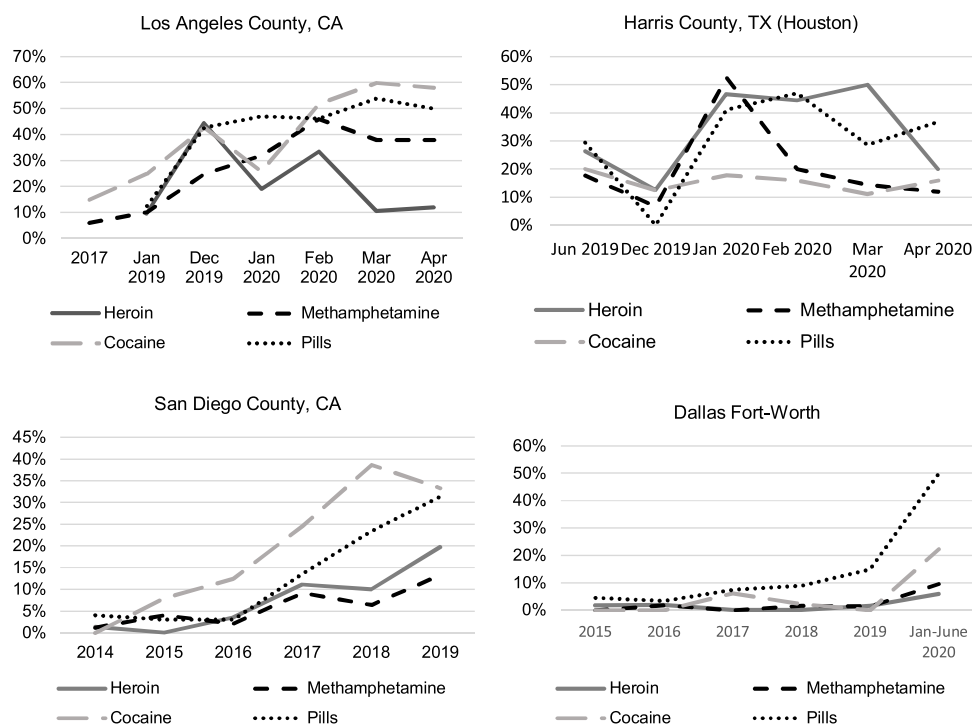 Los Angeles County, CA
70%
60%
50%
40%
30%
20%
10%
0%
2017 Jan 2019 Dec 2019 Jan 2020 Feb 2020 Mar 2020 Apr 2020
Heroin Methamphetamine
Cocaine Pills
Harris County, TX (Houston)
60%
50%
40%
30%
20%
10%
0%
Jun 2019 Dec 2019 Jan 2020 Feb 2020 Mar 2020 Apr 2020
Heroin Methamphetamine
Cocaine Pills
San Diego County, CA
45%
40%
35%
30%
25%
20%
15%
10%
5%
0%
2014 2015 2016 2017 2018 2019
Heroin Methamphetamine
Cocaine Pills
Dallas Fort-Worth
60%
50%
40%
30%
20%
10%
0%
2015 2016 2017 2018 2019 Jan-June 2020
Heroin Methamphetamine
Cocaine Pills